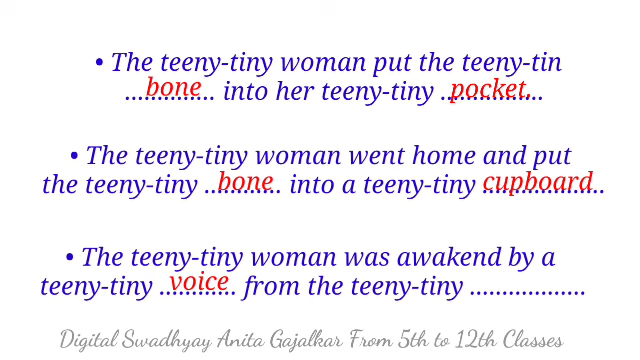 • The teeny-tiny woman put the teeny-tin
bone into her teeny-tiny pocket.
• The teeny-tiny woman went home and put
the teeny-tiny bone into a teeny-tiny cupboard
• The teeny-tiny woman was awakend by a
teeny-tiny voice from the teeny-tiny ..................
Digital Swadhyay Anita Gajalkar From 5th to 12th Classes